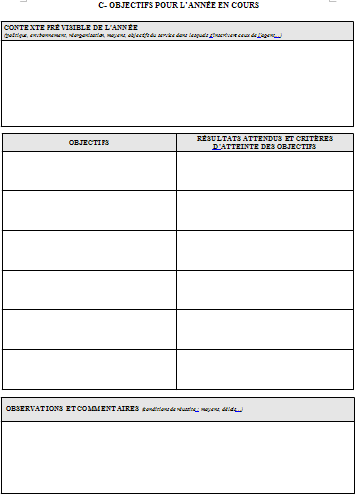 C- OBJECTIFS POUR L'ANNÉE EN COURS
CONTEXTE PRÉVISIBLE DE L'ANNÉE
(politique, environnement, réorganisation, moyens, objectifs du service dans lesquels s'inscrivent ceux de l'agent...)
OBJECTIFS
RÉSULTATS ATTENDUS ET CRITÈRES
D'ATTEINTE DES OBJECTIFS
OBSERVATIONS ET COMMENTAIRES (conditions de réussite : moyens, délais...)